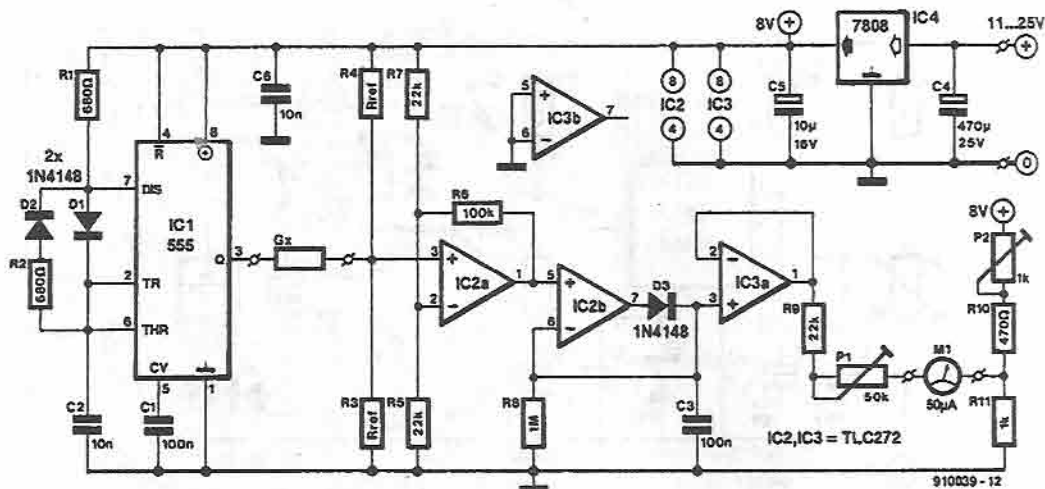 8V
7808
IC4
11...25V
R1
680Ω
C6
10n
R4
Rref
R7
22k
5
6
7
IC3b
8
IC2
4
8
IC3
4
C5
10µ
16V
C4
470µ
25V
0
2x
1N4148
D2
D1
R2
680Ω
4
R
8
7
DIS
IC1
555
2
TR
6
THR
Q
3
CV
5
1
Gx
R6
100k
3
2
IC2a
1
5
6
IC2b
7
D3
1N4148
2
3
IC3a
1
R9
22k
P1
50k
M1
50µA
8V
P2
1k
R10
470Ω
R11
1k
C2
10n
C1
100n
R3
Rref
R5
22k
R8
1M
C3
100n
IC2,IC3 = TLC272
910039 - 12